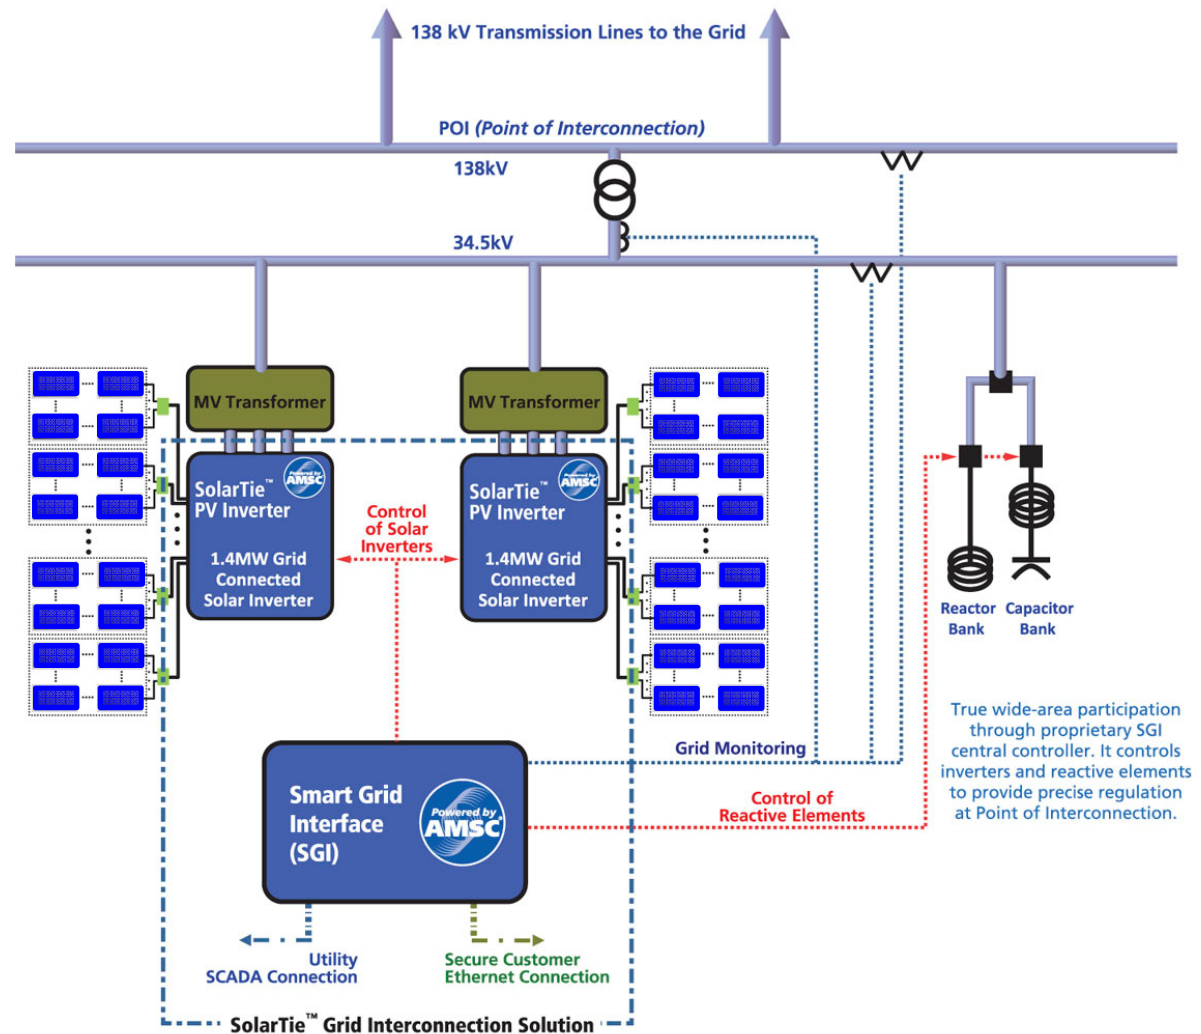 138 kV Transmission Lines to the Grid
POI (Point of Interconnection)
138kV
34.5kV
MV Transformer
MV Transformer
Powered by
AMSC
SolarTie™
PV Inverter
1.4MW Grid
Connected
Solar Inverter
Control
of Solar
Inverters
Powered by
AMSC
SolarTie™
PV Inverter
1.4MW Grid
Connected
Solar Inverter
Reactor
Bank
Capacitor
Bank
True wide-area participation
through proprietary SGI
central controller. It controls
inverters and reactive elements
to provide precise regulation
at Point of Interconnection.
Grid Monitoring
Control of
Reactive Elements
Smart Grid
Interface
(SGI)
Powered by
AMSC®
Utility
SCADA Connection
Secure Customer
Ethernet Connection
SolarTie™ Grid Interconnection Solution